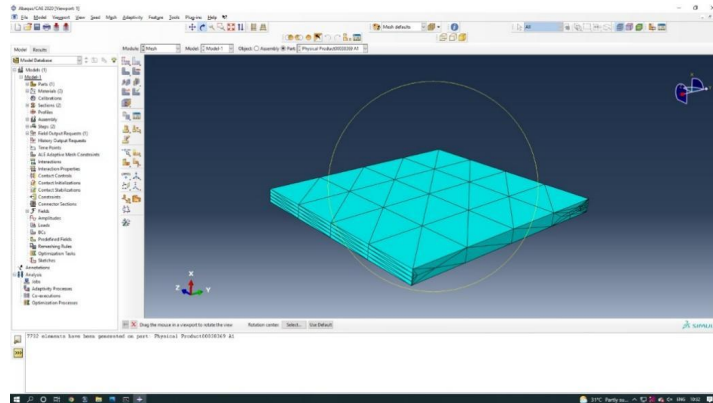 Abaqus/CAE 2020 [Viewport: 1]
File Model Viewport View Seed Mesh Adaptivity Feature Tools Plug-ins Help
Mesh defaults
All
Model Results
Module: Mesh Model: Model-1 Object: Assembly Part: Physical Product00030369 A1
Model Database
Models (1)
Model-1
Parts (1)
Materials (2)
Calibrations
Sections (2)
Profiles
Assembly
Steps (2)
Field Output Requests (1)
History Output Requests
Time Points
ALE Adaptive Mesh Constraints
Interactions
Interaction Properties
Contact Controls
Contact Initializations
Contact Stabilizations
Constraints
Connector Sections
Fields
Amplitudes
Loads
BCs
Predefined Fields
Remeshing Rules
Optimization Tasks
Sketches
Annotations
Analysis
Jobs
Adaptivity Processes
Co-executions
Optimization Processes
X
Z
Y
Drag the mouse in a viewport to rotate the view Rotation center: Select... Use Default
SIMULIA
elements have been generated on part: Physical Product00030369 A1
31°C ENG